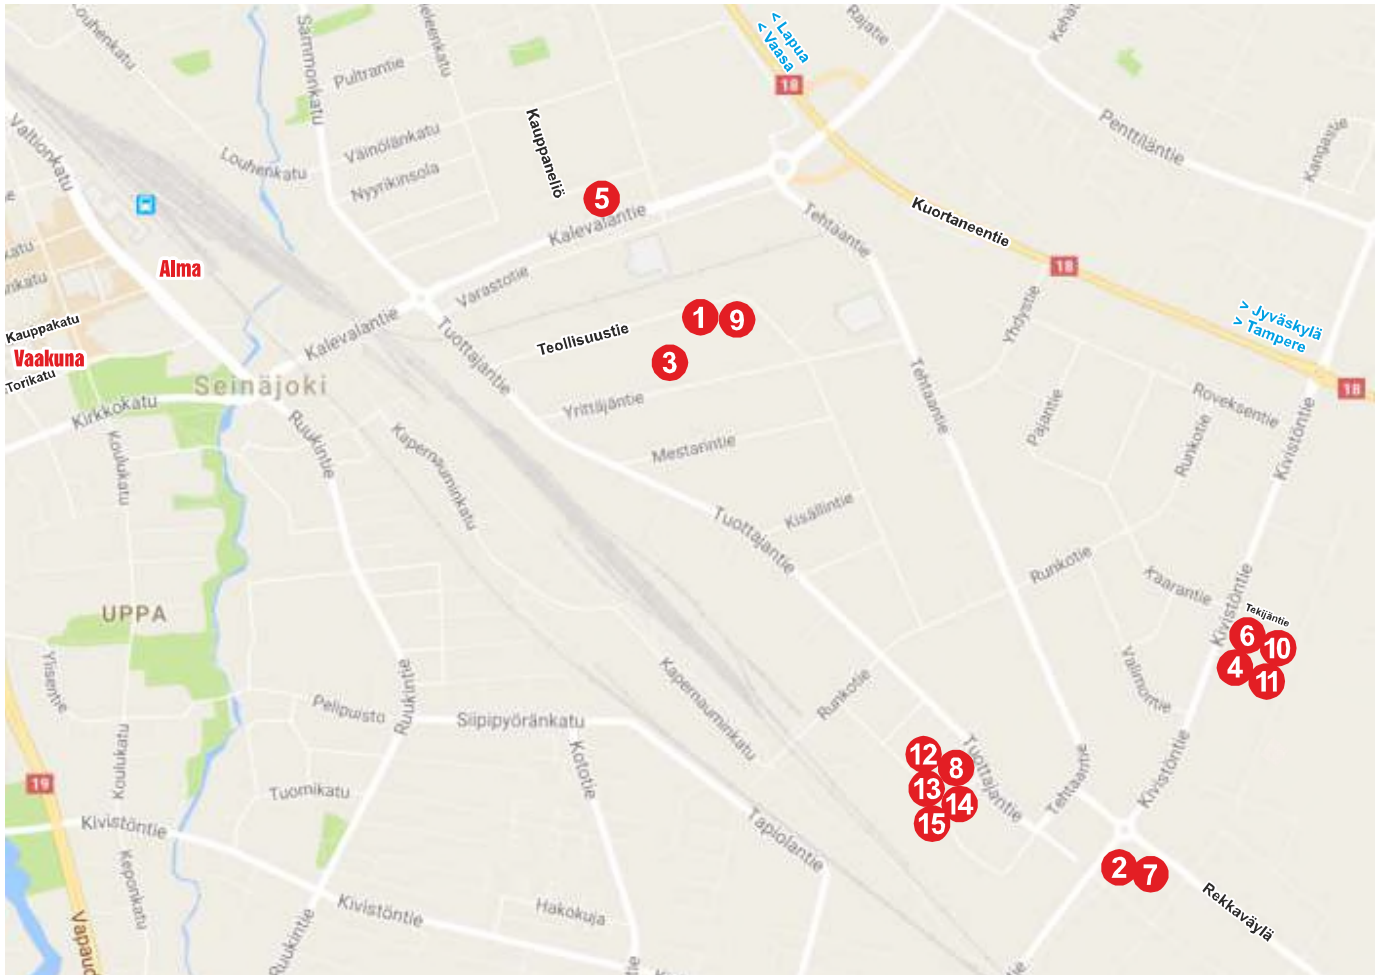 Louhenkatu
Sammonkatu
Pultrantie
Väinölänkatu
Nyyrikinsola
Louhenkatu
Valtionkatu
Kauppaneliö
5
Kalevalantie
Varastotie
Kalevalantie
Rajatie
< Lapua
< Vaasa
18
Penttiläntie
Kangastie
Kuortaneentie
18
Tehtaantie
Yhdystie
> Jyväskylä
> Tampere
18
Alma
Kauppakatu
Vaakuna
Torikatu
Seinäjoki
Kirkkokatu
Koulukatu
Ruukintie
Kapernauminkatu
Tuottajantie
Teollisuustie
1
9
3
Yrittäjäntie
Mestarintie
Kisällintie
Tuottajantie
Tehtaantie
Pajantie
Roveksentie
Runkotie
Kivistöntie
Runkotie
Kaarantie
Kivistöntie
Tekijäntie
6
10
4
11
Valimontie
UPPA
Ylisentie
Koulukatu
Pelipuisto
Ruukintie
Siipipyöränkatu
Kototie
Kapernauminkatu
Runkotie
12
8
13
14
15
Tuottajantie
Tehtaantie
Kivistöntie
2
7
Rekkaväylä
19
Kivistöntie
Tuomikatu
Keponkatu
Tapiolantie
Kivistöntie
Hakokuja
Ruukintie